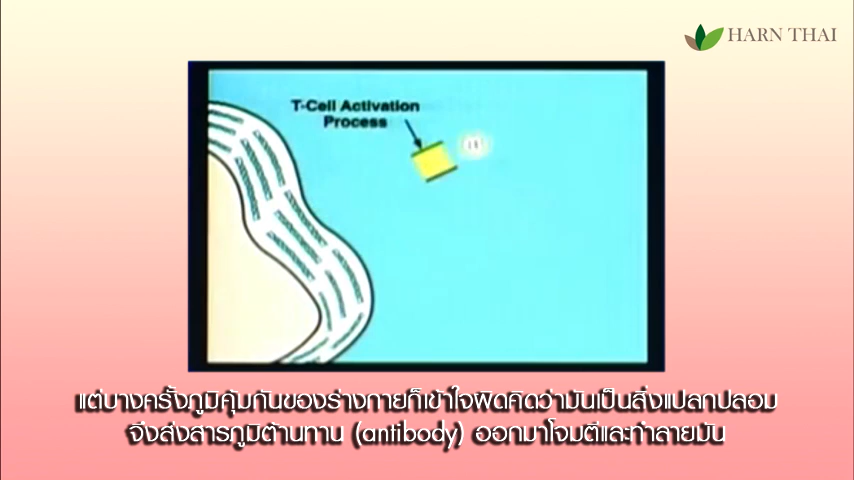 HARN THAI
T-Cell Activation
Process
แต่บางครั้งภูมิคุ้มกันของร่างกายก็เข้าใจผิดคิดว่ามันเป็นสิ่งแปลกปลอม
จึงส่งสารภูมิต้านทาน (antibody) ออกมาโจมตีและทำลายมัน